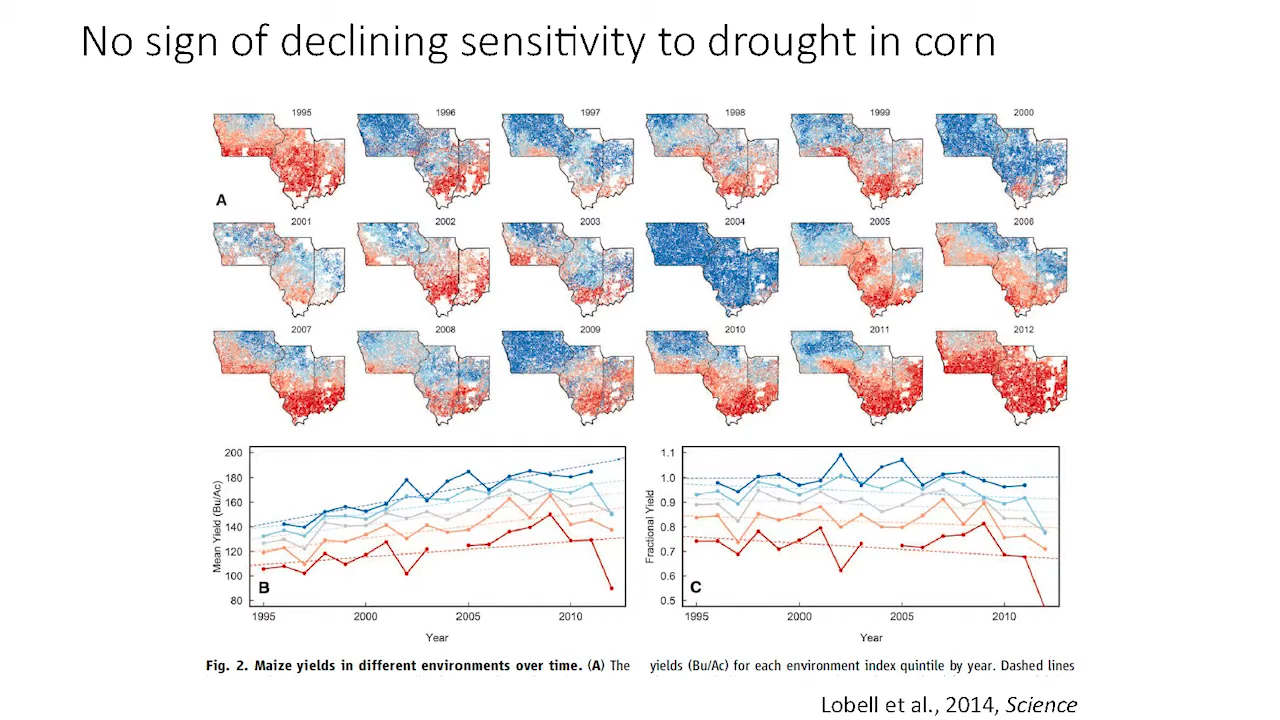 No sign of declining sensitivity to drought in corn
1995 1996 1997 1998 1999 2000
A
2001 2002 2003 2004 2005 2006
2007 2008 2009 2010 2011 2012
200
180
160
140
120
100
80
Mean Yield (Bu/Ac)
B
1995 2000 2005 2010
Year
1.1
1.0
0.9
0.8
0.7
0.6
0.5
Fractional Yield
C
1995 2000 2005 2010
Year
Fig. 2. Maize yields in different environments over time. (A) The
yields (Bu/Ac) for each environment index quintile by year. Dashed lines
Lobell et al., 2014, Science